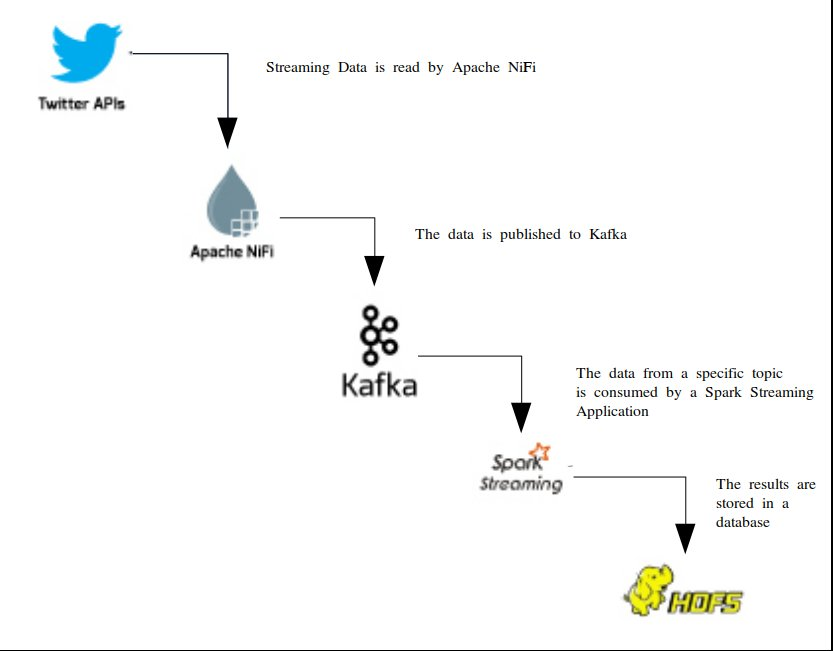 Twitter APIs
Streaming Data is read by Apache NiFi
Apache NiFi
The data is published to Kafka
Kafka
The data from a specific topic
is consumed by a Spark Streaming
Application
Spark
Streaming
The results are
stored in a
database
HDFS